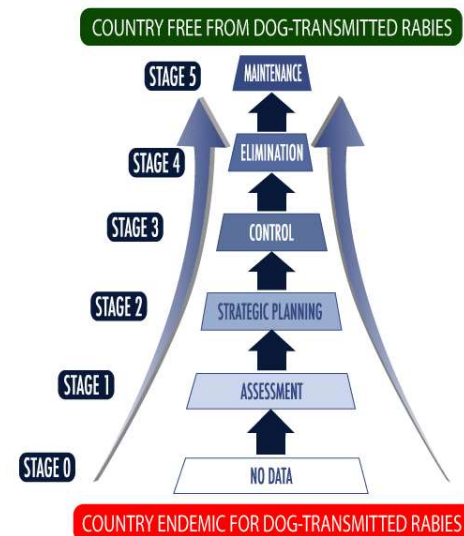 COUNTRY FREE FROM DOG-TRANSMITTED RABIES
STAGE 5
MAINTENANCE
STAGE 4
ELIMINATION
STAGE 3
CONTROL
STAGE 2
STRATEGIC PLANNING
STAGE 1
ASSESSMENT
STAGE 0
NO DATA
COUNTRY ENDEMIC FOR DOG-TRANSMITTED RABIES